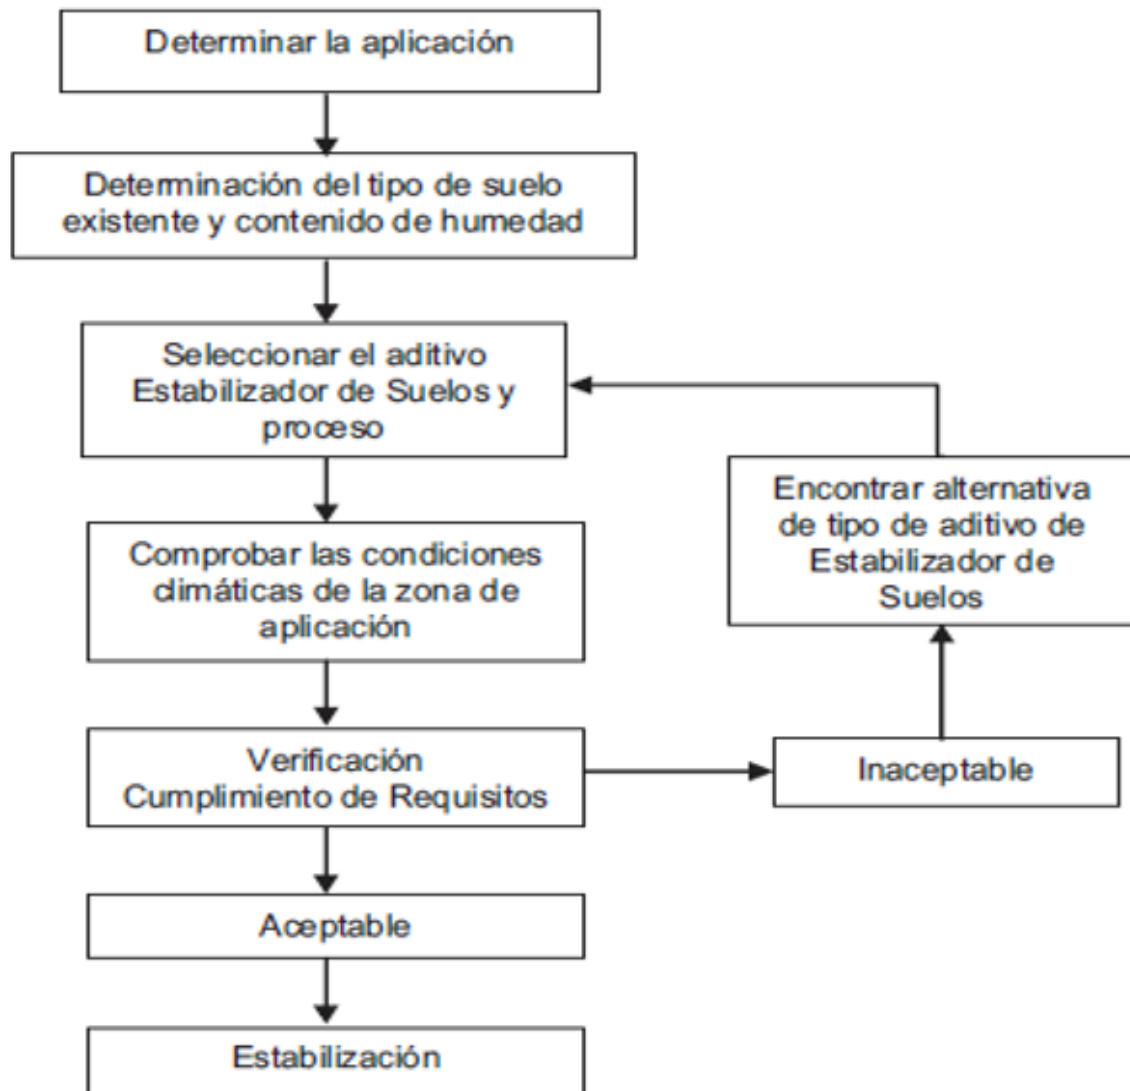 Determinar la aplicación
Determinación del tipo de suelo
existente y contenido de humedad
Seleccionar el aditivo
Estabilizador de Suelos y
proceso
Encontrar alternativa
de tipo de aditivo de
Estabilizador de
Suelos
Comprobar las condiciones
climáticas de la zona de
aplicación
Verificación
Cumplimiento de Requisitos
Inaceptable
Aceptable
Estabilización